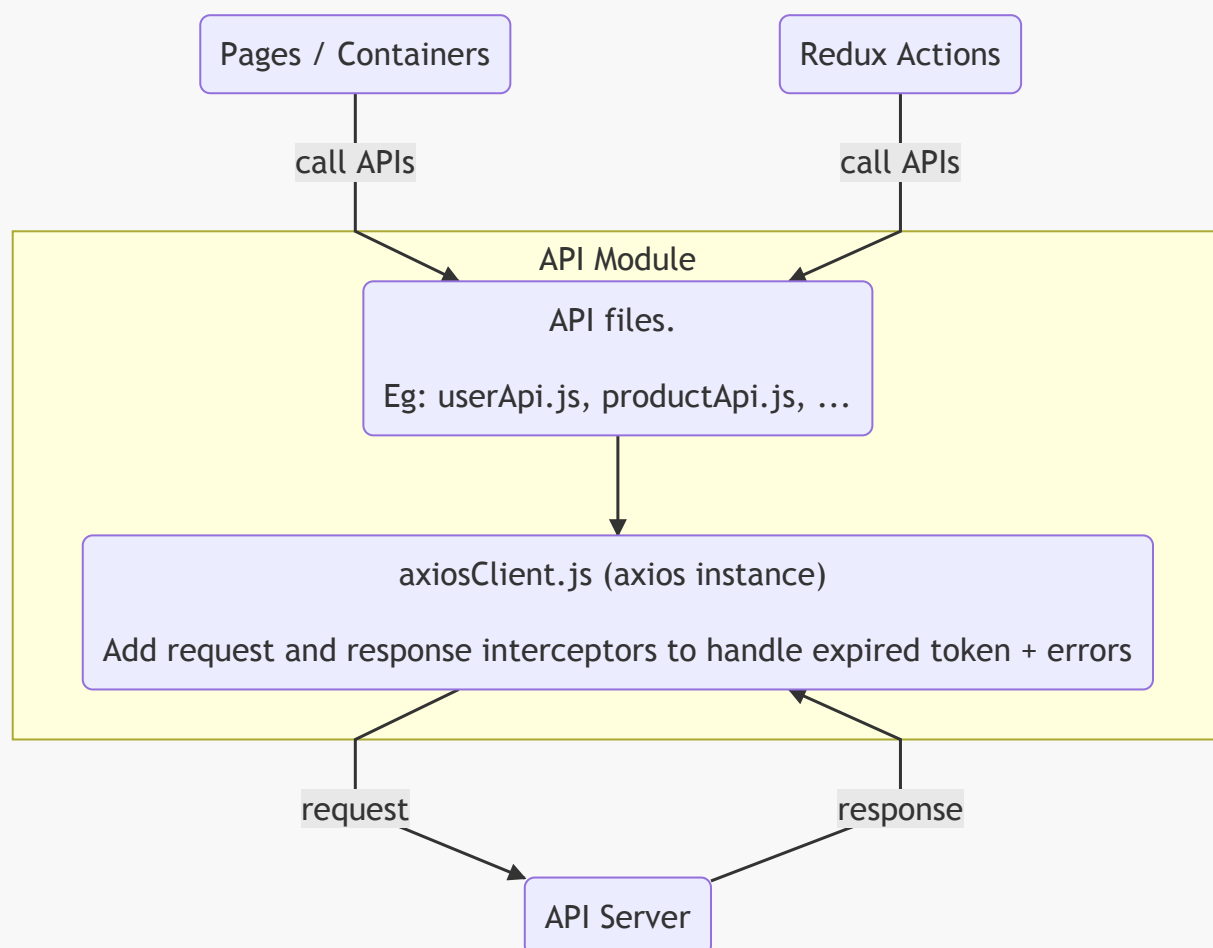 Pages / Containers
Redux Actions
call APIs
call APIs
API Module
API files.
Eg: userApi.js, productApi.js, ...
axiosClient.js (axios instance)
Add request and response interceptors to handle expired token + errors
request
response
API Server